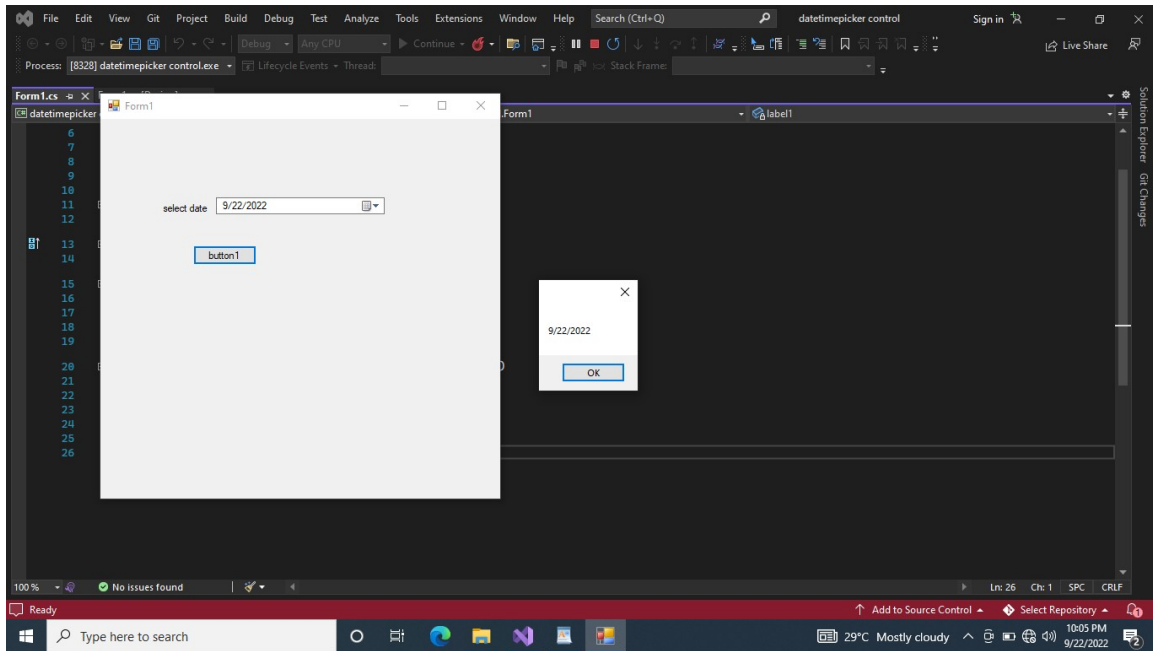 File Edit View Git Project Build Debug Test Analyze Tools Extensions Window Help Search (Ctrl+Q) datetimepicker control Sign in
Debug Any CPU Continue Live Share
Process: [8328] datetimepicker control.exe Lifecycle Events Thread: Stack Frame:
Form1.cs
datetimepicker .Form1 label1
Form1
6
7
8
9
10
11
12
13
14
15
16
17
18
19
20 )
21
22
23
24
25
26
select date 9/22/2022
button1
9/22/2022
OK
Solution Explorer
Git Changes
100 % No issues found Ln: 26 Ch: 1 SPC CRLF
Ready Add to Source Control Select Repository 1
Type here to search 29°C Mostly cloudy 10:05 PM
9/22/2022 2